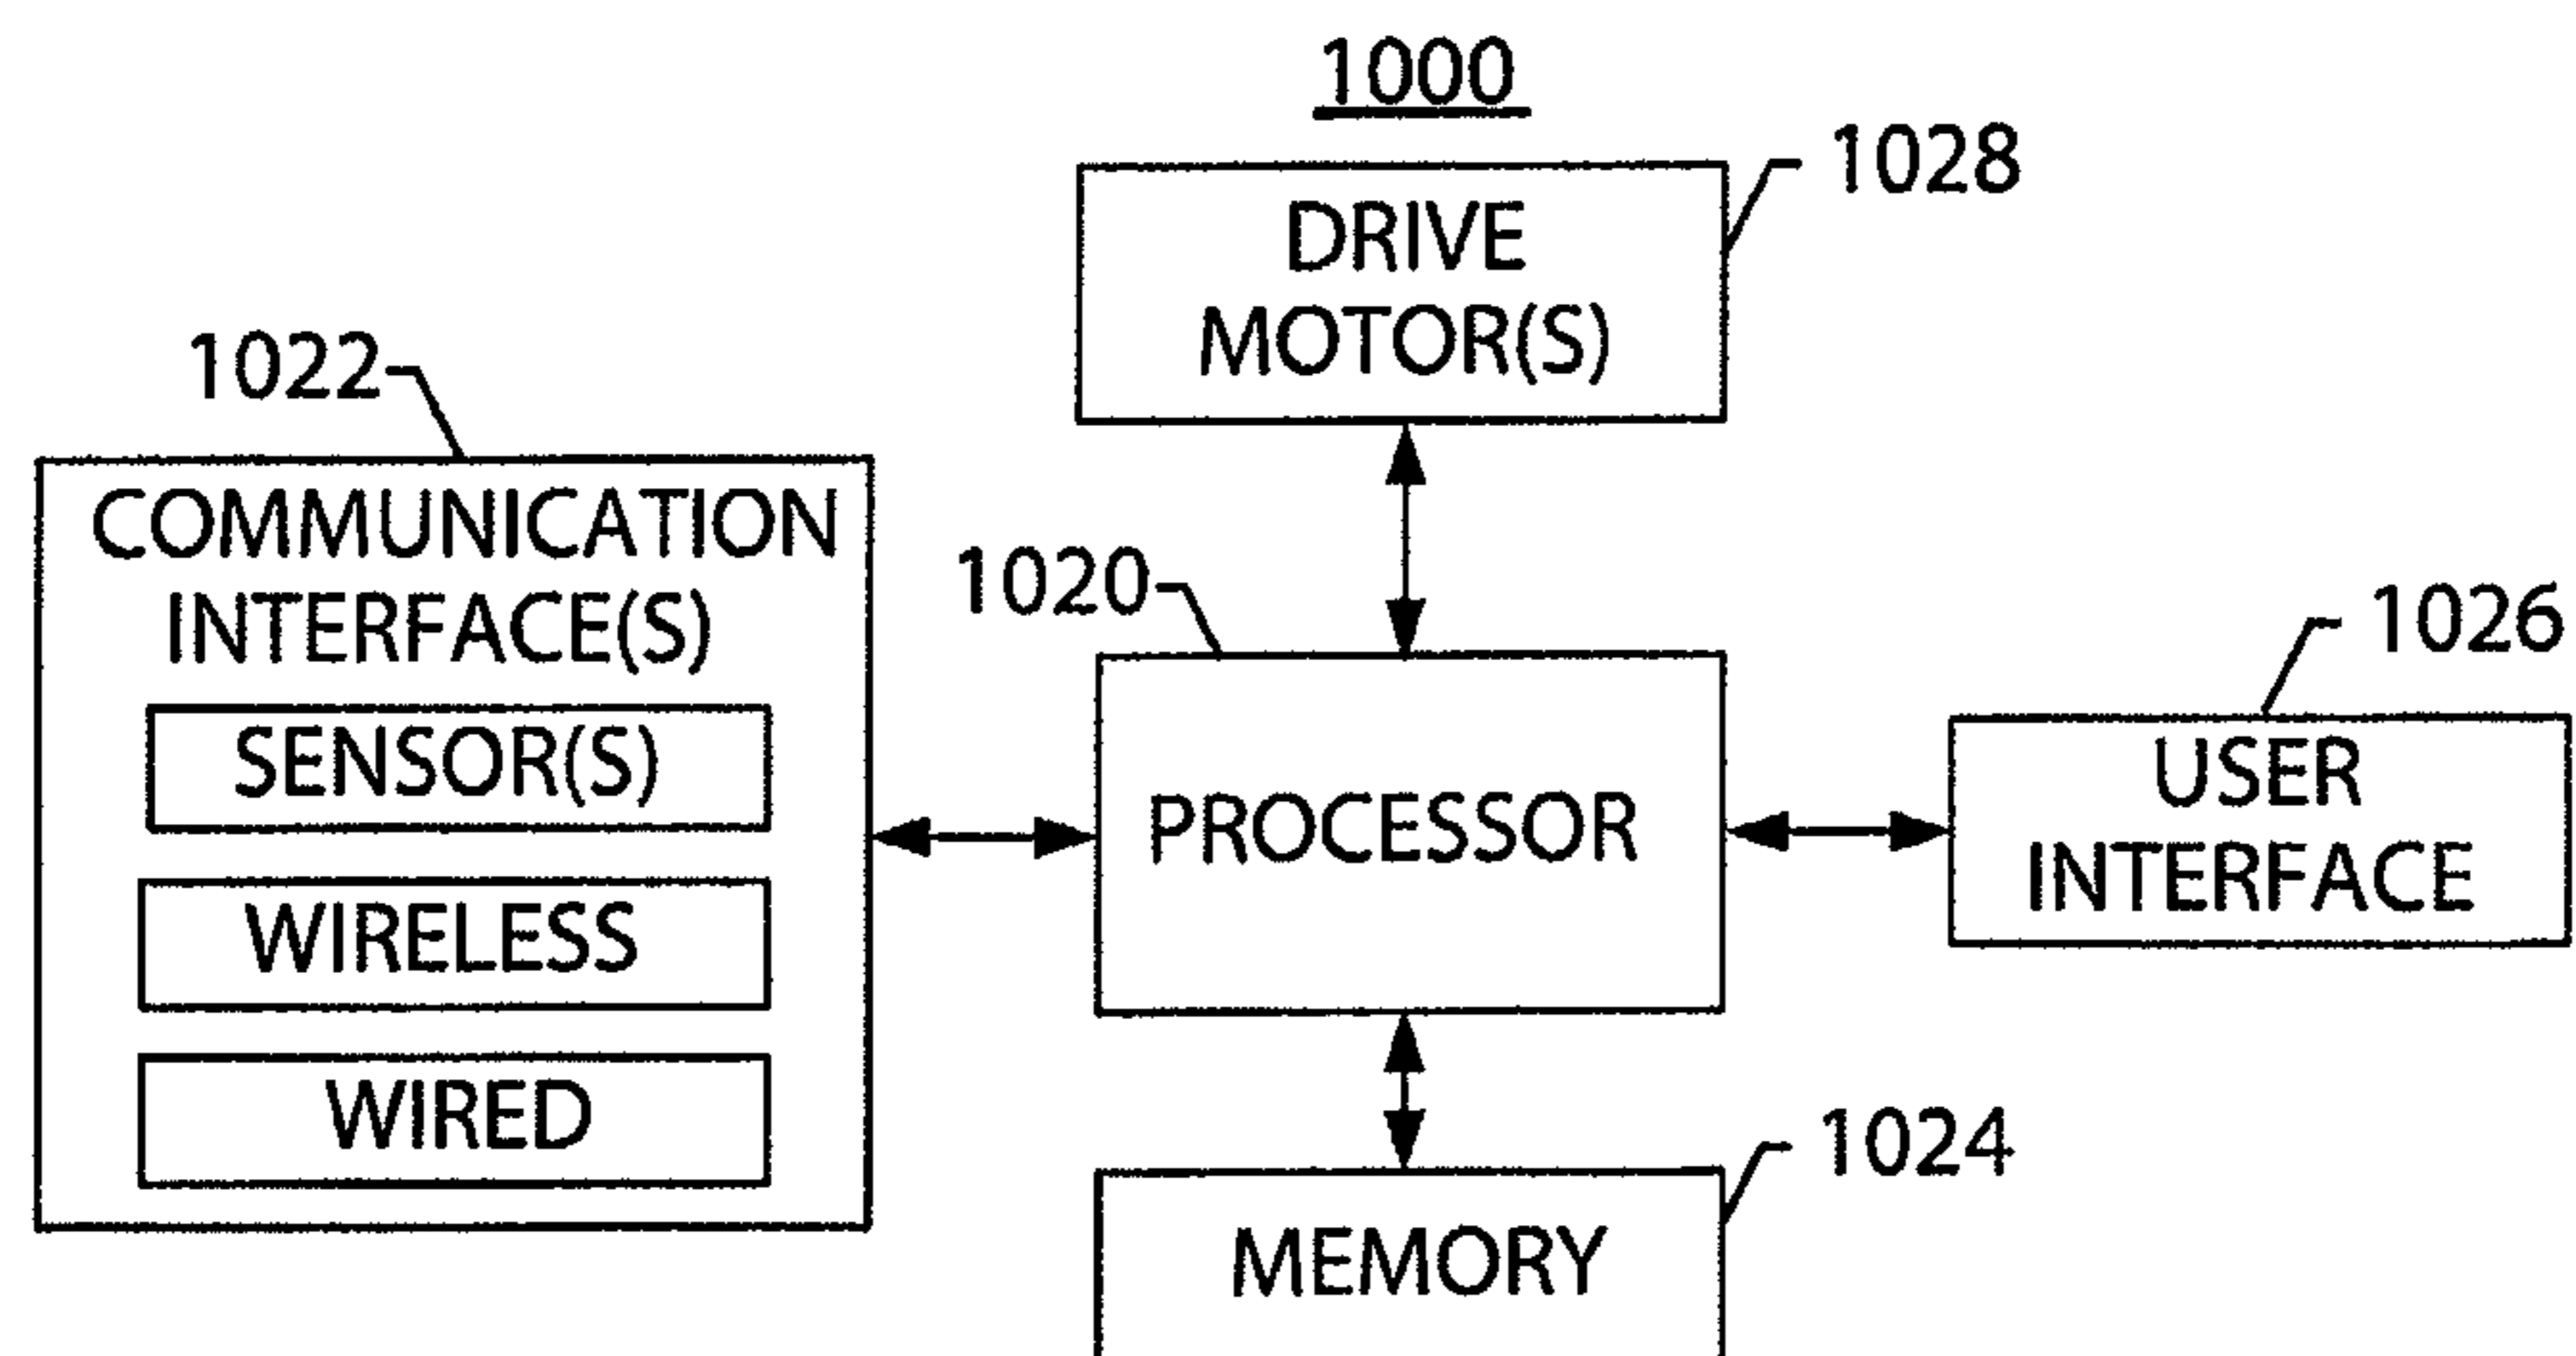 1000
1028
DRIVE
MOTOR(S)
1022
COMMUNICATION
INTERFACE(S)
SENSOR(S)
WIRELESS
WIRED
1020
PROCESSOR
1026
USER
INTERFACE
1024
MEMORY